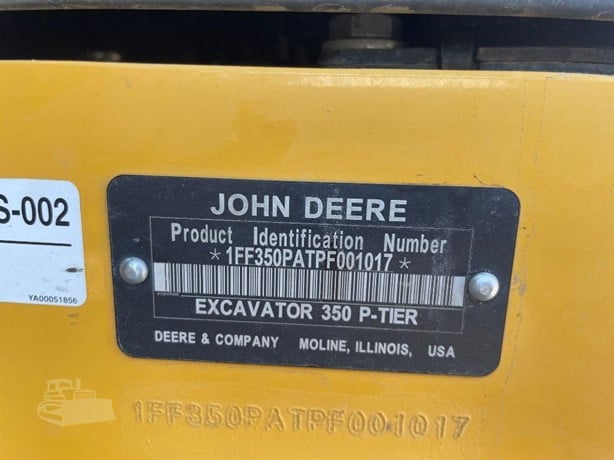 S-002
YA00051856
JOHN DEERE
Product Identification Number
*1FF350PATPF001017*
EXCAVATOR 350 P-TIER
DEERE & COMPANY MOLINE, ILLINOIS, USA
1FF350PATPF001017